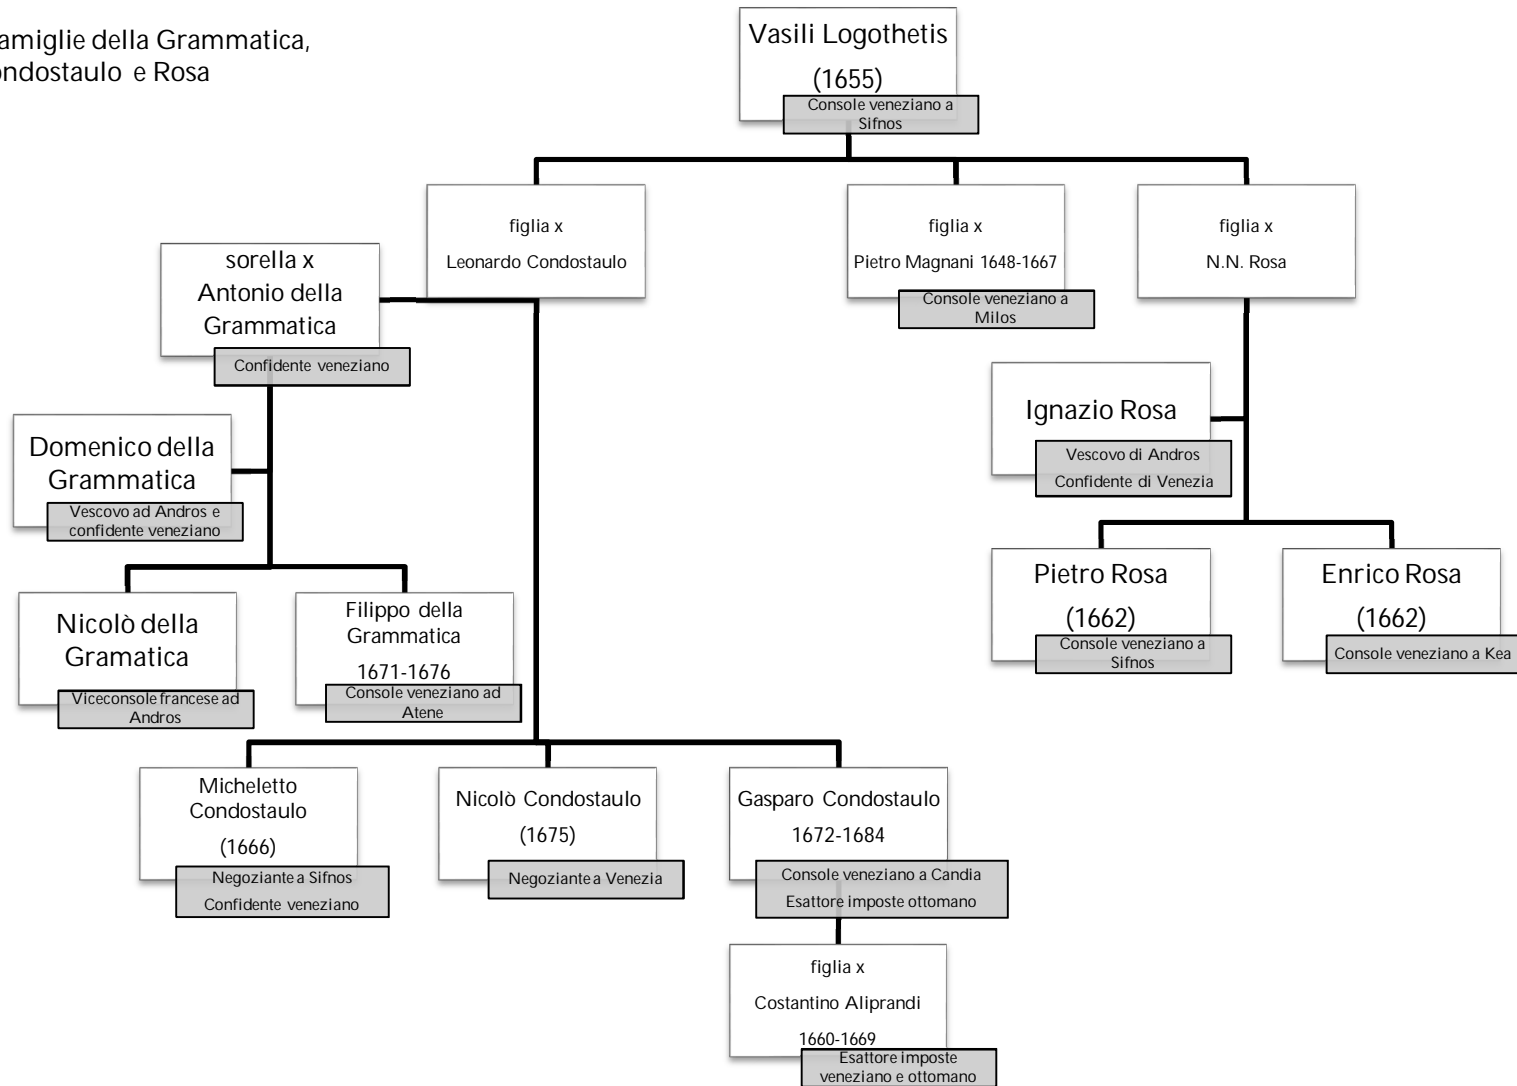 amiglie della Grammatica,
ondostaulo e Rosa
Vasili Logothetis
(1655)
Console veneziano a
Sifnos
figlia x
Leonardo Condostaulo
figlia x
Pietro Magnani 1648-1667
Console veneziano a
Milos
figlia x
N.N. Rosa
sorella x
Antonio della
Grammatica
Confidente veneziano
Ignazio Rosa
Vescovo di Andros
Confidente di Venezia
Domenico della
Grammatica
Vescovo ad Andros e
confidente veneziano
Pietro Rosa
(1662)
Console veneziano a
Sifnos
Enrico Rosa
(1662)
Console veneziano a Kea
Nicolò della
Gramatica
Viceconsole francese ad
Andros
Filippo della
Grammatica
1671-1676
Console veneziano ad
Atene
Micheletto
Condostaulo
(1666)
Negoziante a Sifnos
Confidente veneziano
Nicolò Condostaulo
(1675)
Negoziante a Venezia
Gasparo Condostaulo
1672-1684
Console veneziano a Candia
Esattore imposte ottomano
figlia x
Costantino Aliprandi
1660-1669
Esattore imposte
veneziano e ottomano